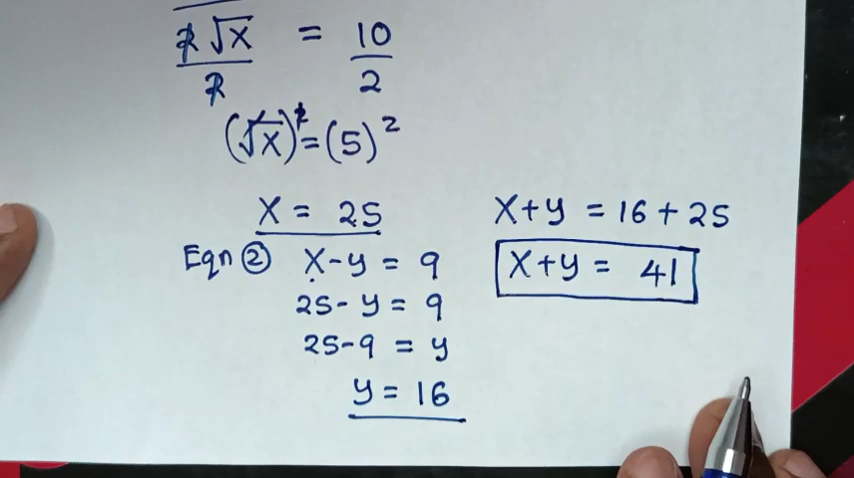 2√x/2 = 10/2
(√x)² = (5)²
x = 25
Eqn ② x-y = 9
25-y = 9
25-9 = y
y = 16
x+y = 16+25
x+y = 41